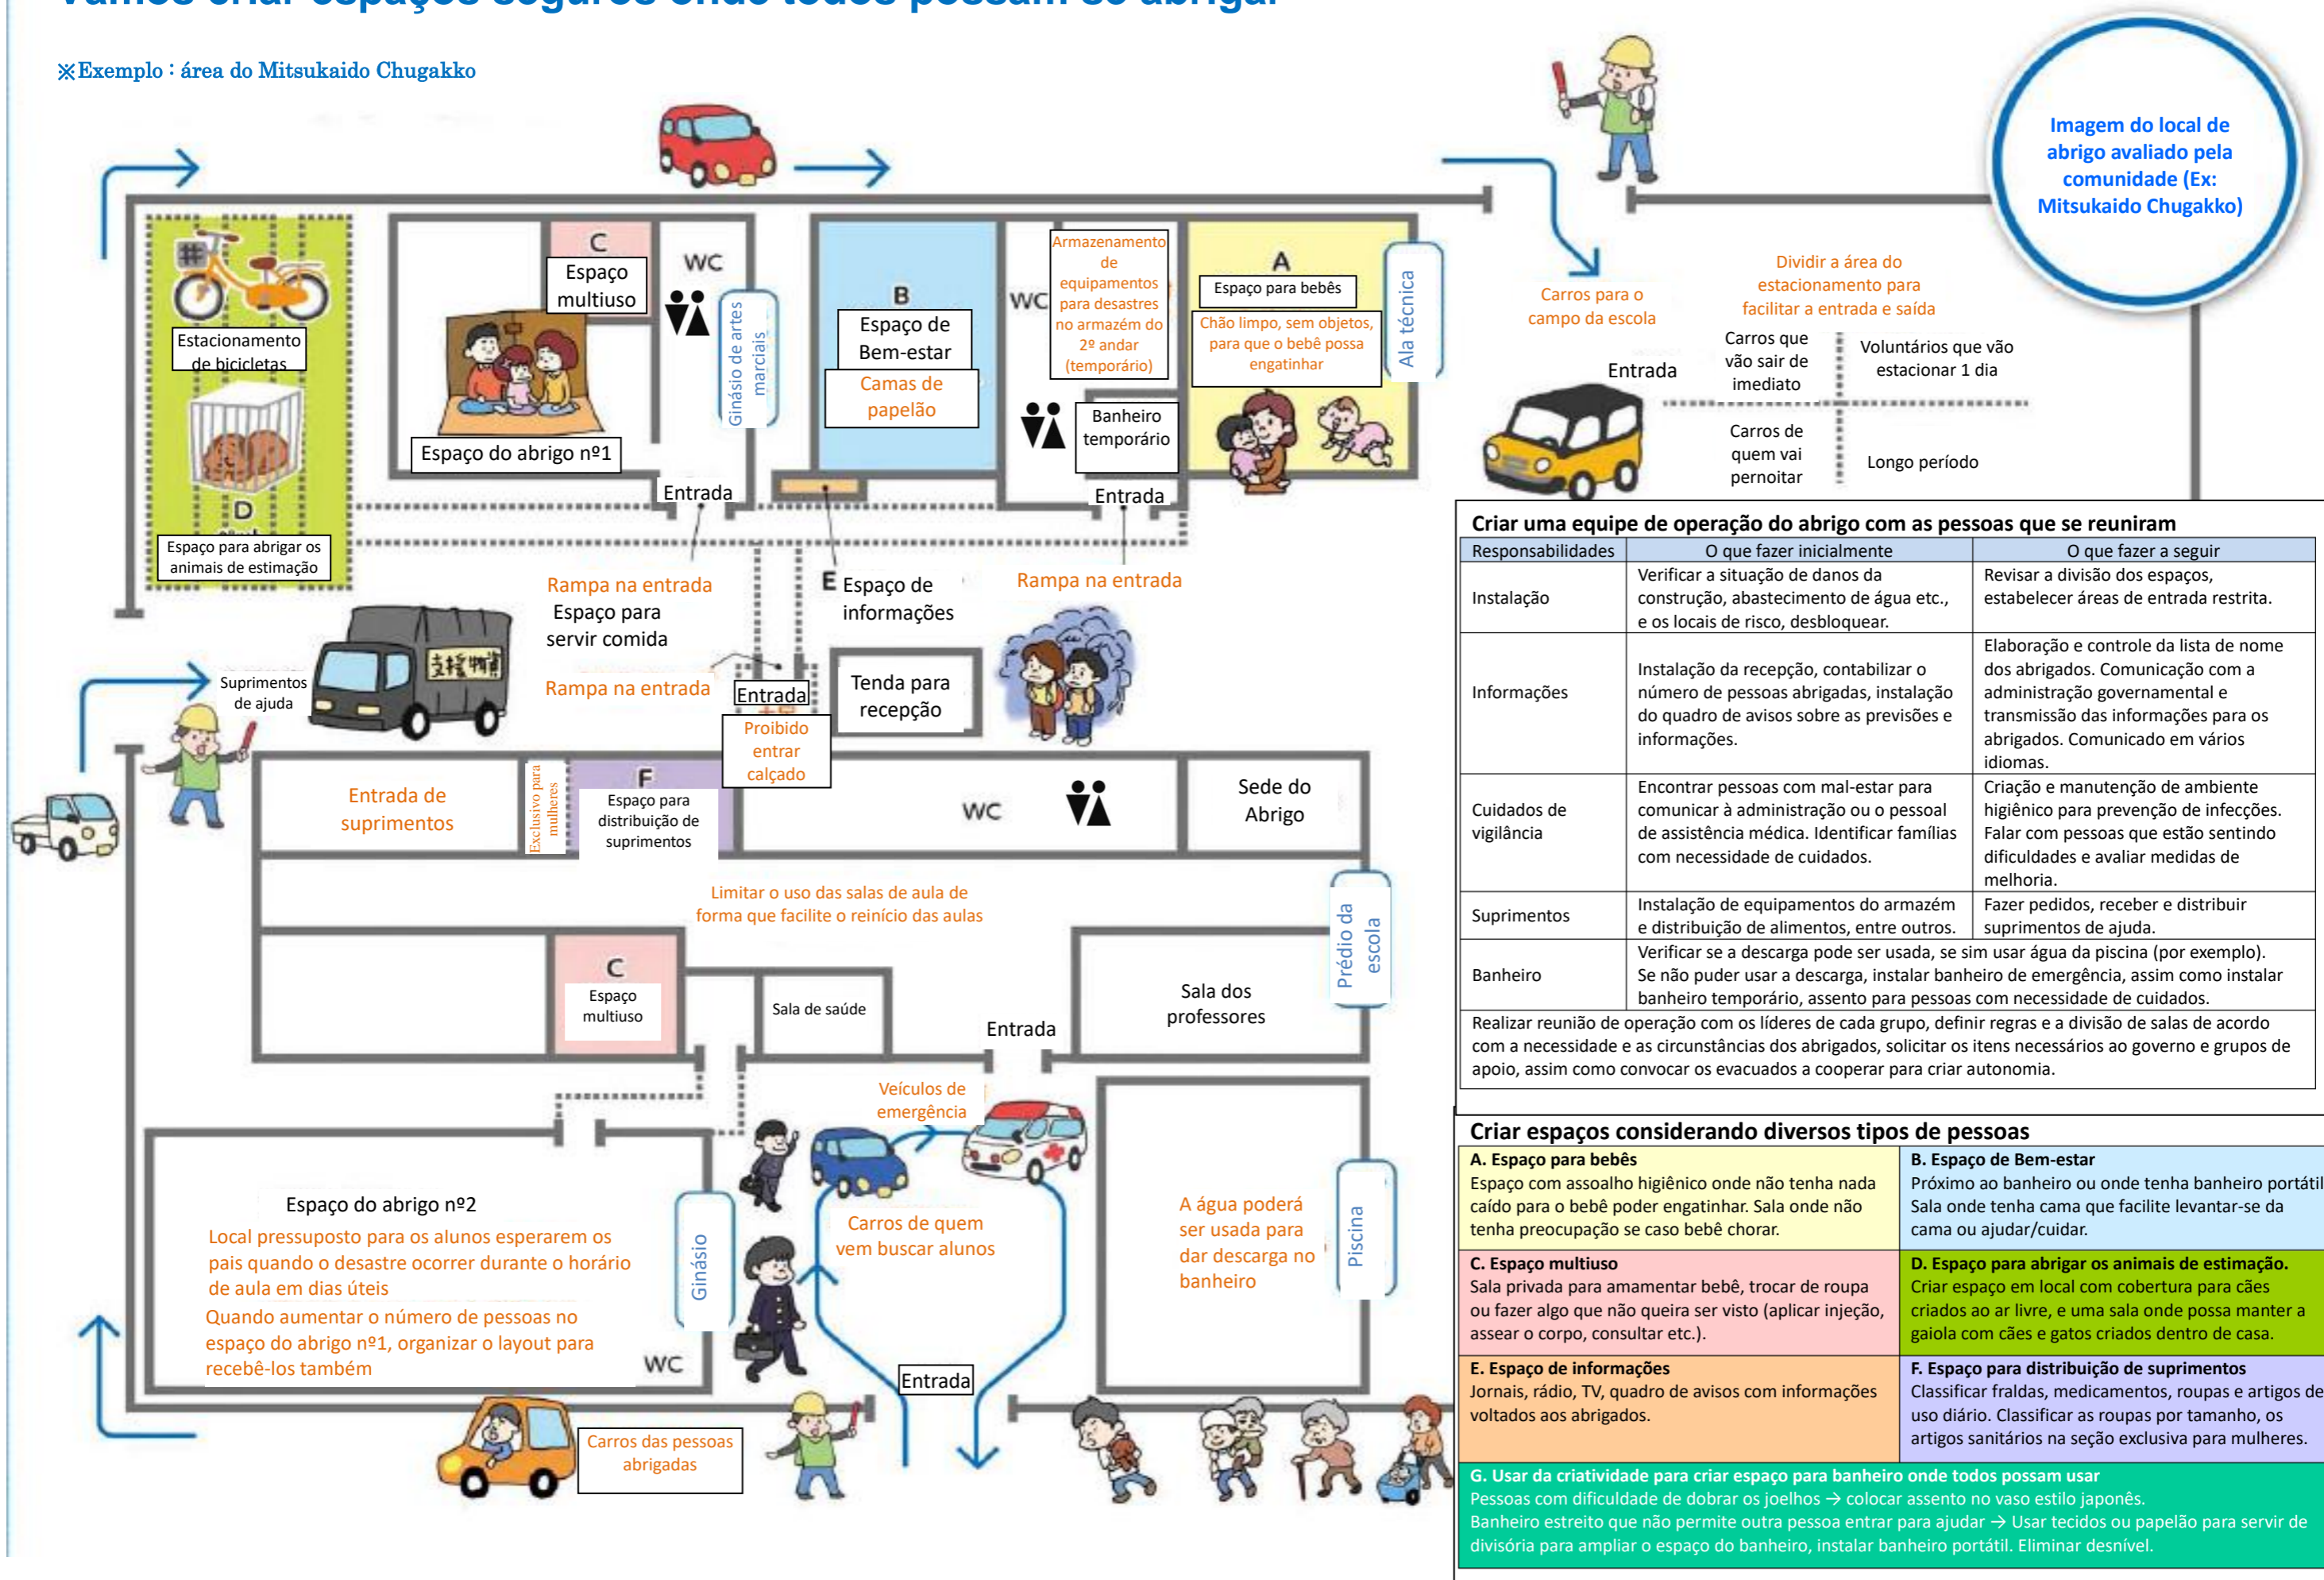 Vamos criar espaços seguros onde todos possam se abrigar
※Exemplo：área do Mitsukaido Chugakko
Imagem do local de
abrigo avaliado pela
comunidade (Ex:
Mitsukaido Chugakko)
Estacionamento
de bicicletas
D
Espaço para abrigar os
animais de estimação
C
Espaço
multiuso
WC
Ginásio de artes
marciais
Espaço do abrigo nº1
Entrada
B
Espaço de
Bem-estar
Camas de
papelão
WC
Armazenamento
de
equipamentos
para desastres
no armazém do
2º andar
(temporário)
Banheiro
temporário
Entrada
A
Espaço para bebês
Chão limpo, sem objetos,
para que o bebê possa
engatinhar
Ala técnica
Carros para o
campo da escola
Dividir a área do
estacionamento para
facilitar a entrada e saída
Entrada
Carros que
vão sair de
imediato
Voluntários que vão
estacionar 1 dia
Carros de
quem vai
pernoitar
Longo período
Rampa na entrada
Espaço para
servir comida
E Espaço de
informações
Rampa na entrada
Suprimentos
de ajuda
支援物資
Rampa na entrada
Entrada
Tenda para
recepção
Proibido
entrar
calçado
Entrada de
suprimentos
Exclusivo para
mulheres
F
Espaço para
distribuição de
suprimentos
WC
Sede do
Abrigo
Limitar o uso das salas de aula de
forma que facilite o reinício das aulas
Prédio da
escola
C
Espaço
multiuso
Sala de saúde
Entrada
Sala dos
professores
Veículos de
emergência
Espaço do abrigo nº2
Local pressuposto para os alunos esperarem os
pais quando o desastre ocorrer durante o horário
de aula em dias úteis
Quando aumentar o número de pessoas no
espaço do abrigo nº1, organizar o layout para
recebê-los também
WC
Ginásio
Carros de quem
vem buscar alunos
A água poderá
ser usada para
dar descarga no
banheiro
Piscina
Entrada
Carros das pessoas
abrigadas
Criar uma equipe de operação do abrigo com as pessoas que se reuniram
Responsabilidades O que fazer inicialmente O que fazer a seguir
Instalação
Verificar a situação de danos da
construção, abastecimento de água etc.,
e os locais de risco, desbloquear.
Revisar a divisão dos espaços,
estabelecer áreas de entrada restrita.
Informações
Instalação da recepção, contabilizar o
número de pessoas abrigadas, instalação
do quadro de avisos sobre as previsões e
informações.
Elaboração e controle da lista de nome
dos abrigados. Comunicação com a
administração governamental e
transmissão das informações para os
abrigados. Comunicado em vários
idiomas.
Cuidados de
vigilância
Encontrar pessoas com mal-estar para
comunicar à administração ou o pessoal
de assistência médica. Identificar famílias
com necessidade de cuidados.
Criação e manutenção de ambiente
higiênico para prevenção de infecções.
Falar com pessoas que estão sentindo
dificuldades e avaliar medidas de
melhoria.
Suprimentos
Instalação de equipamentos do armazém
e distribuição de alimentos, entre outros.
Fazer pedidos, receber e distribuir
suprimentos de ajuda.
Banheiro
Verificar se a descarga pode ser usada, se sim usar água da piscina (por exemplo).
Se não puder usar a descarga, instalar banheiro de emergência, assim como instalar
banheiro temporário, assento para pessoas com necessidade de cuidados.
Realizar reunião de operação com os líderes de cada grupo, definir regras e a divisão de salas de acordo
com a necessidade e as circunstâncias dos abrigados, solicitar os itens necessários ao governo e grupos de
apoio, assim como convocar os evacuados a cooperar para criar autonomia.
Criar espaços considerando diversos tipos de pessoas
A. Espaço para bebês
Espaço com assoalho higiênico onde não tenha nada
caído para o bebê poder engatinhar. Sala onde não
tenha preocupação se caso bebê chorar.
B. Espaço de Bem-estar
Próximo ao banheiro ou onde tenha banheiro portátil
Sala onde tenha cama que facilite levantar-se da
cama ou ajudar/cuidar.
C. Espaço multiuso
Sala privada para amamentar bebê, trocar de roupa
ou fazer algo que não queira ser visto (aplicar injeção,
assear o corpo, consultar etc.).
D. Espaço para abrigar os animais de estimação.
Criar espaço em local com cobertura para cães
criados ao ar livre, e uma sala onde possa manter a
gaiola com cães e gatos criados dentro de casa.
E. Espaço de informações
Jornais, rádio, TV, quadro de avisos com informações
voltados aos abrigados.
F. Espaço para distribuição de suprimentos
Classificar fraldas, medicamentos, roupas e artigos de
uso diário. Classificar as roupas por tamanho, os
artigos sanitários na seção exclusiva para mulheres.
G. Usar da criatividade para criar espaço para banheiro onde todos possam usar
Pessoas com dificuldade de dobrar os joelhos → colocar assento no vaso estilo japonês.
Banheiro estreito que não permite outra pessoa entrar para ajudar → Usar tecidos ou papelão para servir de
divisória para ampliar o espaço do banheiro, instalar banheiro portátil. Eliminar desnível.